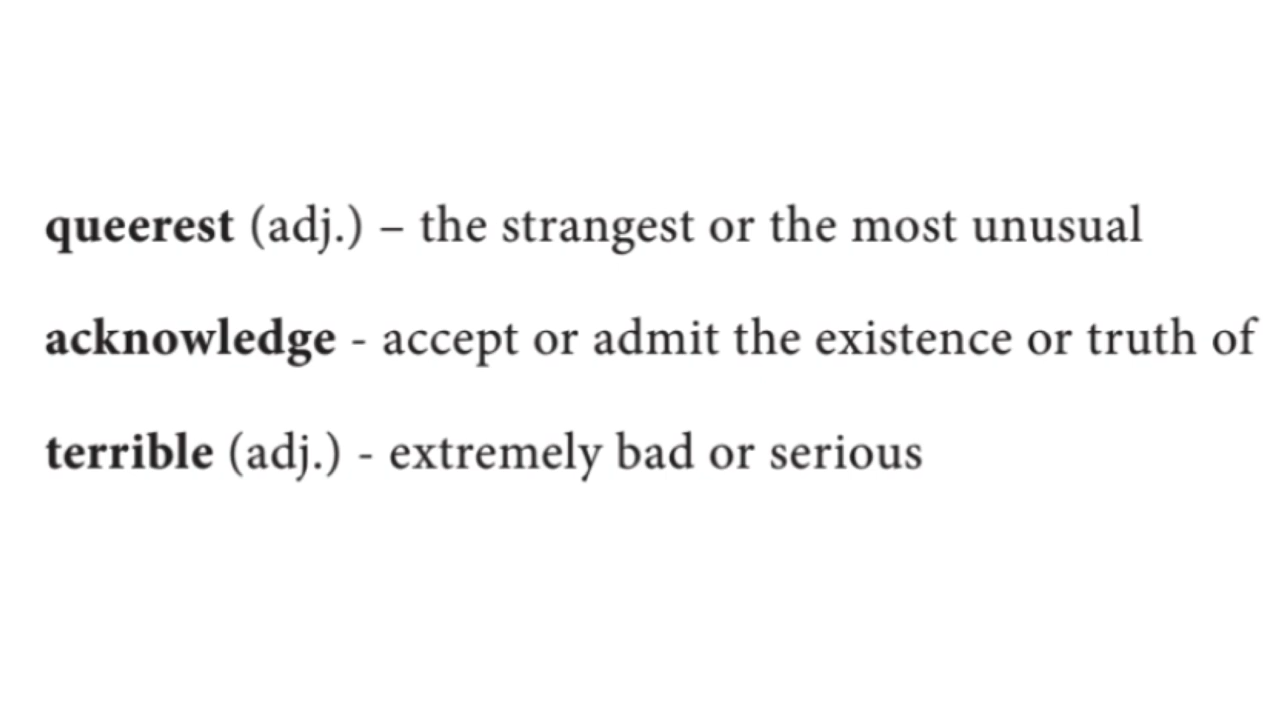 queerest (adj.) – the strangest or the most unusual
acknowledge - accept or admit the existence or truth of
terrible (adj.) - extremely bad or serious